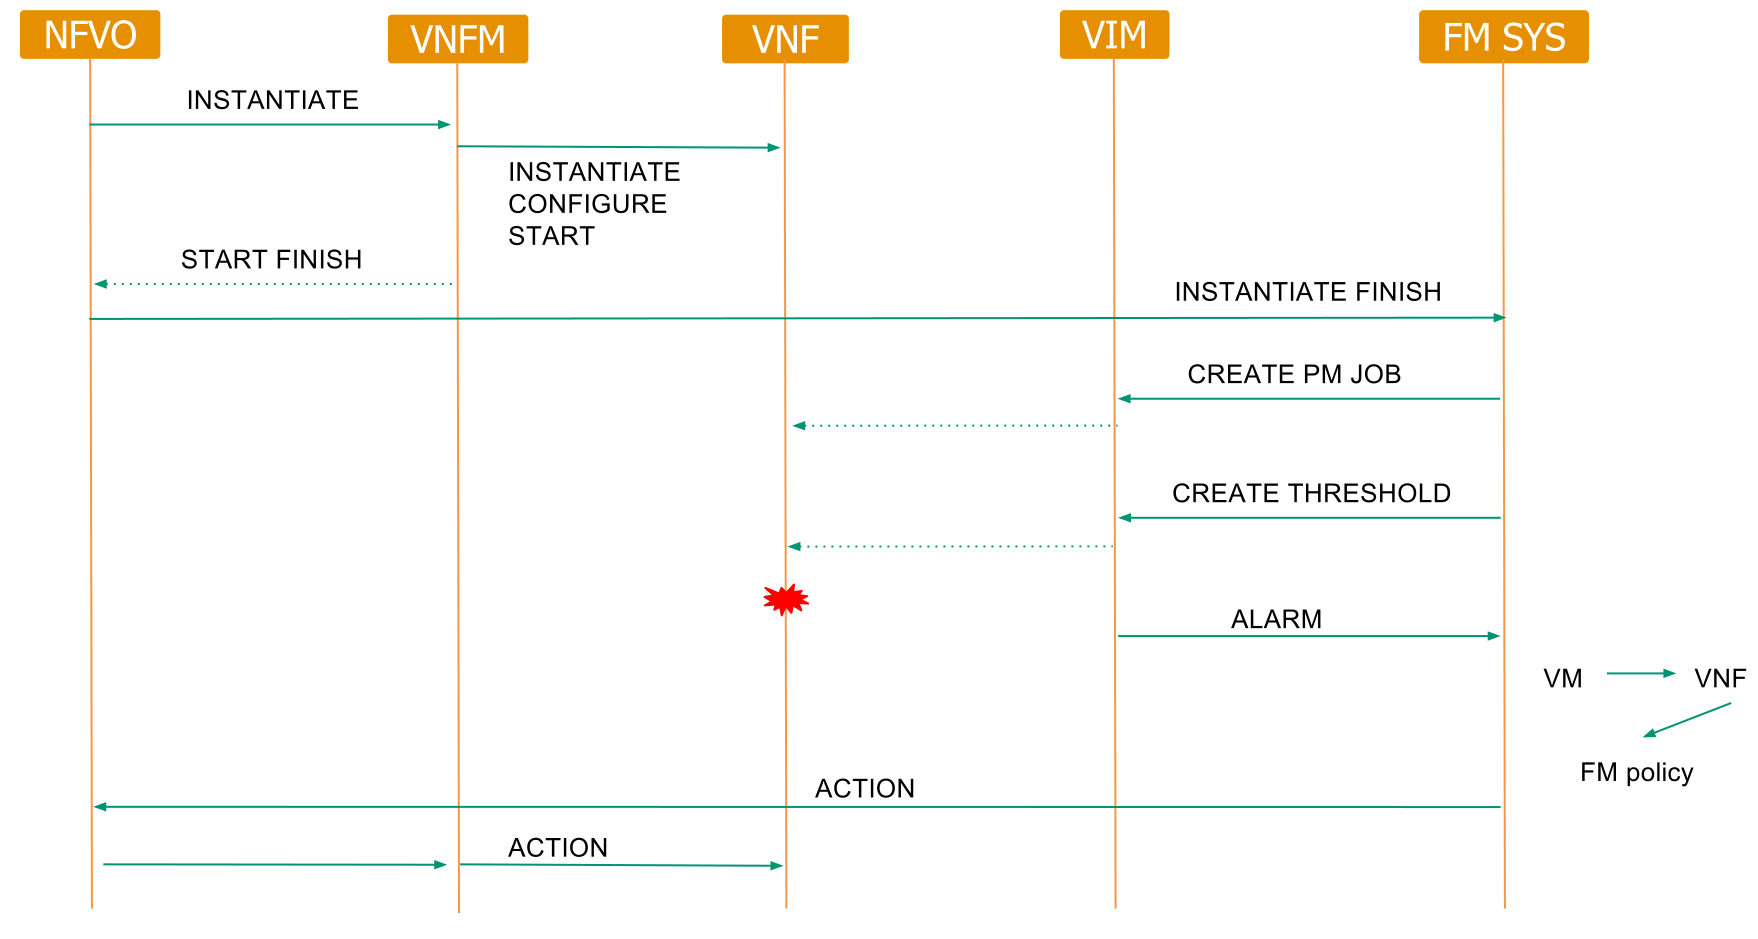 NFVO
VNFM
VNF
VIM
FM SYS
INSTANTIATE
INSTANTIATE
CONFIGURE
START
START FINISH
INSTANTIATE FINISH
CREATE PM JOB
CREATE THRESHOLD
ALARM
VM
VNF
FM policy
ACTION
ACTION